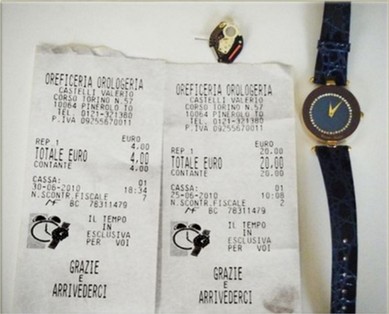 OREFICERIA OROLOGERIA
CASTELLI VALERIO
CORSO TORINO N.57
10064 PINEROLO TO
TEL. 0121-321380
P.IVA 09255670011
EURO
REP 1 4,00
TOTALE EURO 4,00
CONTANTE 4,00
CASSA: 01
30-06-2010 18:34
N.SCONTR.FISCALE 7
MF BC 78311479
IL TEMPO
IN
ESCLUSIVA
PER VOI
GRAZIE
E
ARRIVEDERCI
OREFICERIA OROLOGERIA
CASTELLI VALERIO
CORSO TORINO N.57
10064 PINEROLO TO
TEL. 0121-321380
P.IVA 09255670011
EURO
REP 1 20,00
TOTALE EURO 20,00
CONTANTE 20,00
CASSA: 01
25-06-2010 10:08
N.SCONTR.FISCALE 2
MF BC 78311479
IL TEMPO
IN
ESCLUSIVA
PER VOI
GRAZIE
E
ARRIVEDERCI